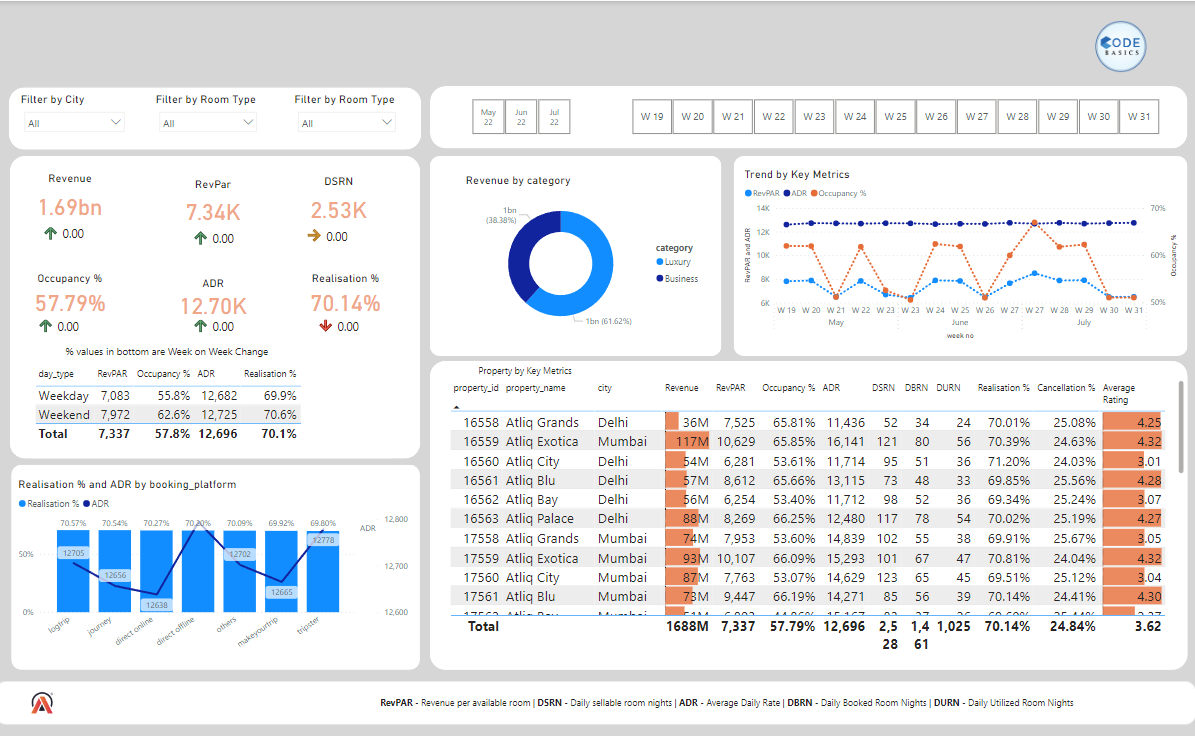 CODE
BASICS
Filter by City
All
Filter by Room Type
All
Filter by Room Type
All
May 22
Jun 22
Jul 22
W 19 W 20 W 21 W 22 W 23 W 24 W 25 W 26 W 27 W 28 W 29 W 30 W 31
Revenue
1.69bn
0.00
RevPar
7.34K
0.00
DSRN
2.53K
0.00
Occupancy %
57.79%
0.00
ADR
12.70K
0.00
Realisation %
70.14%
0.00
% values in bottom are Week on Week Change
day_type RevPAR Occupancy % ADR Realisation %
Weekday 7,083 55.8% 12,682 69.9%
Weekend 7,972 62.6% 12,725 70.6%
Total 7,337 57.8% 12,696 70.1%
Revenue by category
1bn
(38.38%)
1bn (61.62%)
category
Luxury
Business
Trend by Key Metrics
RevPAR ADR Occupancy %
RevPAR and ADR
14K
12K
10K
8K
6K
70%
60%
50%
Occupancy %
W 19 W 20 W 21 W 22 W 23 W 23 W 24 W 25 W 26 W 27 W 27 W 28 W 29 W 30 W 31
May June July
week no
Realisation % and ADR by booking_platform
Realisation % ADR
70.57% 70.54% 70.27% 70.20% 70.09% 69.92% 69.80%
50%
0%
12705
12656
12638
12702
12665
12778
ADR
12,800
12,700
12,600
logtrip journey direct online direct offline others makeyourtrip tripster
Property by Key Metrics
property_id property_name city Revenue RevPAR Occupancy % ADR DSRN DBRN DURN Realisation % Cancellation % Average
Rating
16558 Atliq Grands Delhi 36M 7,525 65.81% 11,436 52 34 24 70.01% 25.08% 4.25
16559 Atliq Exotica Mumbai 117M 10,629 65.85% 16,141 121 80 56 70.39% 24.63% 4.32
16560 Atliq City Delhi 54M 6,281 53.61% 11,714 95 51 36 71.20% 24.03% 3.01
16561 Atliq Blu Delhi 57M 8,612 65.66% 13,115 73 48 33 69.85% 25.56% 4.28
16562 Atliq Bay Delhi 56M 6,254 53.40% 11,712 98 52 36 69.34% 25.24% 3.07
16563 Atliq Palace Delhi 88M 8,269 66.25% 12,480 117 78 54 70.02% 25.19% 4.27
17558 Atliq Grands Mumbai 74M 7,953 53.60% 14,839 102 55 38 69.91% 25.67% 3.05
17559 Atliq Exotica Mumbai 93M 10,107 66.09% 15,293 101 67 47 70.81% 24.04% 4.32
17560 Atliq City Mumbai 87M 7,763 53.07% 14,629 123 65 45 69.51% 25.12% 3.04
17561 Atliq Blu Mumbai 73M 9,447 66.19% 14,271 85 56 39 70.14% 24.41% 4.30
Total 1688M 7,337 57.79% 12,696 2,5 1,4 1,025 70.14% 24.84% 3.62
28 61
RevPAR - Revenue per available room | DSRN - Daily sellable room nights | ADR - Average Daily Rate | DBRN - Daily Booked Room Nights | DURN - Daily Utilized Room Nights